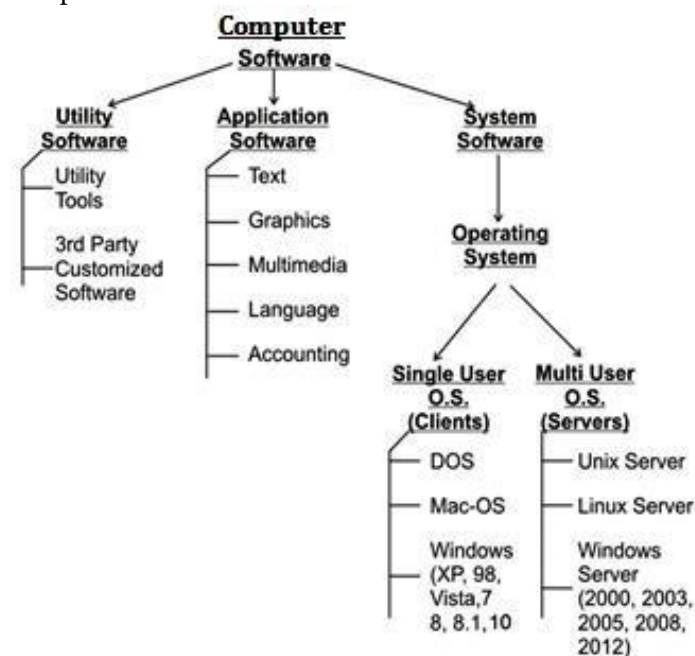 Computer
Software
Utility
Software
Utility
Tools
3rd Party
Customized
Software
Application
Software
Text
Graphics
Multimedia
Language
Accounting
System
Software
Operating
System
Single User
O.S.
(Clients)
DOS
Mac-OS
Windows
(XP, 98,
Vista,7
8, 8.1,10
Multi User
O.S.
(Servers)
Unix Server
Linux Server
Windows
Server
(2000, 2003,
2005, 2008,
2012)